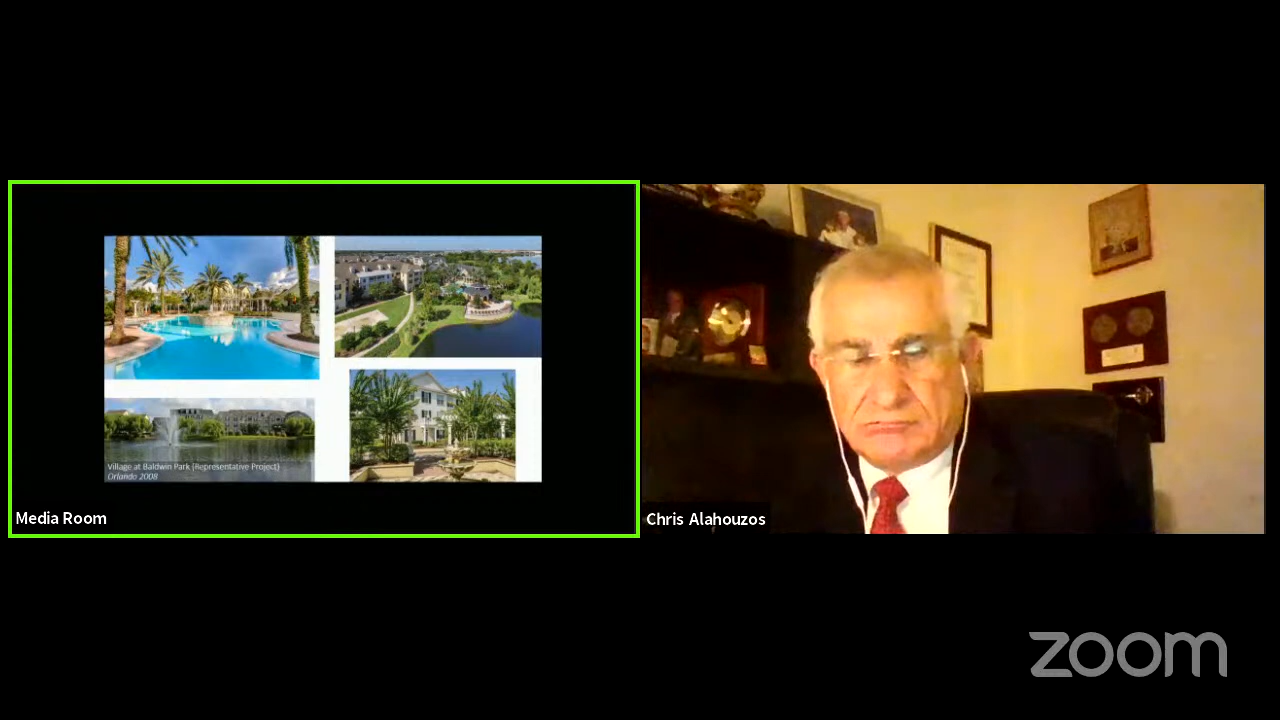 Village at Baldwin Park (Representative Project)
Orlando 2008
Media Room
Chris Alahouzos
zoom